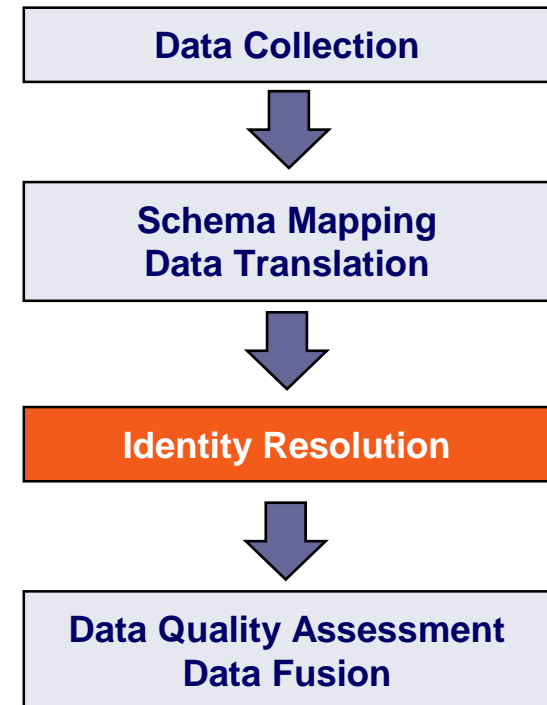 Data Collection
Schema Mapping
Data Translation
Identity Resolution
Data Quality Assessment
Data Fusion